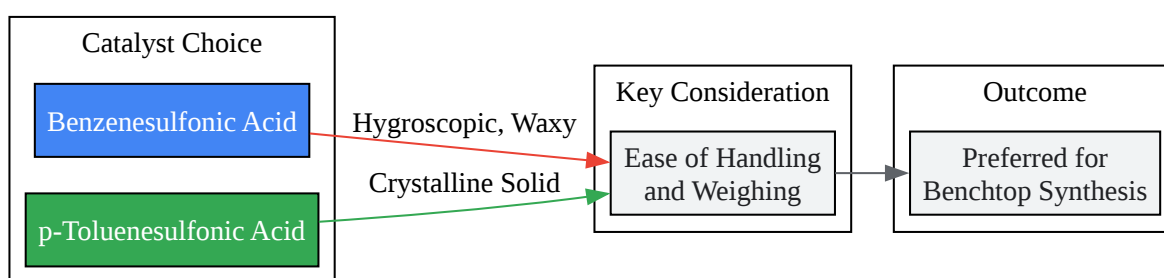 Catalyst Choice
Benzenesulfonic Acid
p-Toluenesulfonic Acid
Hygroscopic, Waxy
Crystalline Solid
Key Consideration
Ease of Handling
and Weighing
Outcome
Preferred for
Benchtop Synthesis